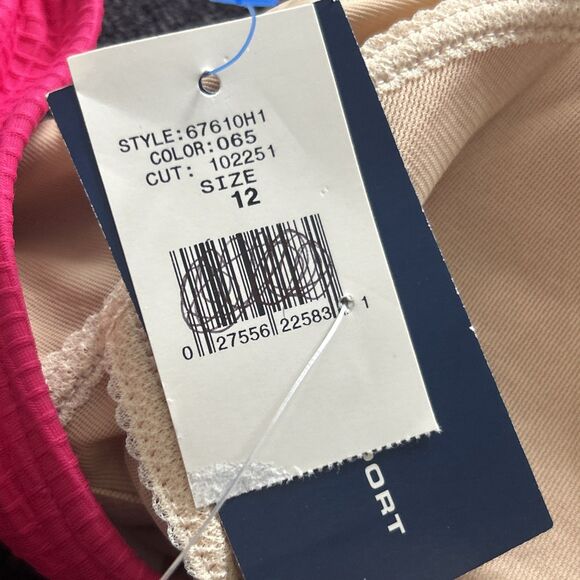 STYLE:67610H1
COLOR:065
CUT: 102251
SIZE
12
0 27556 22583 1
ORT